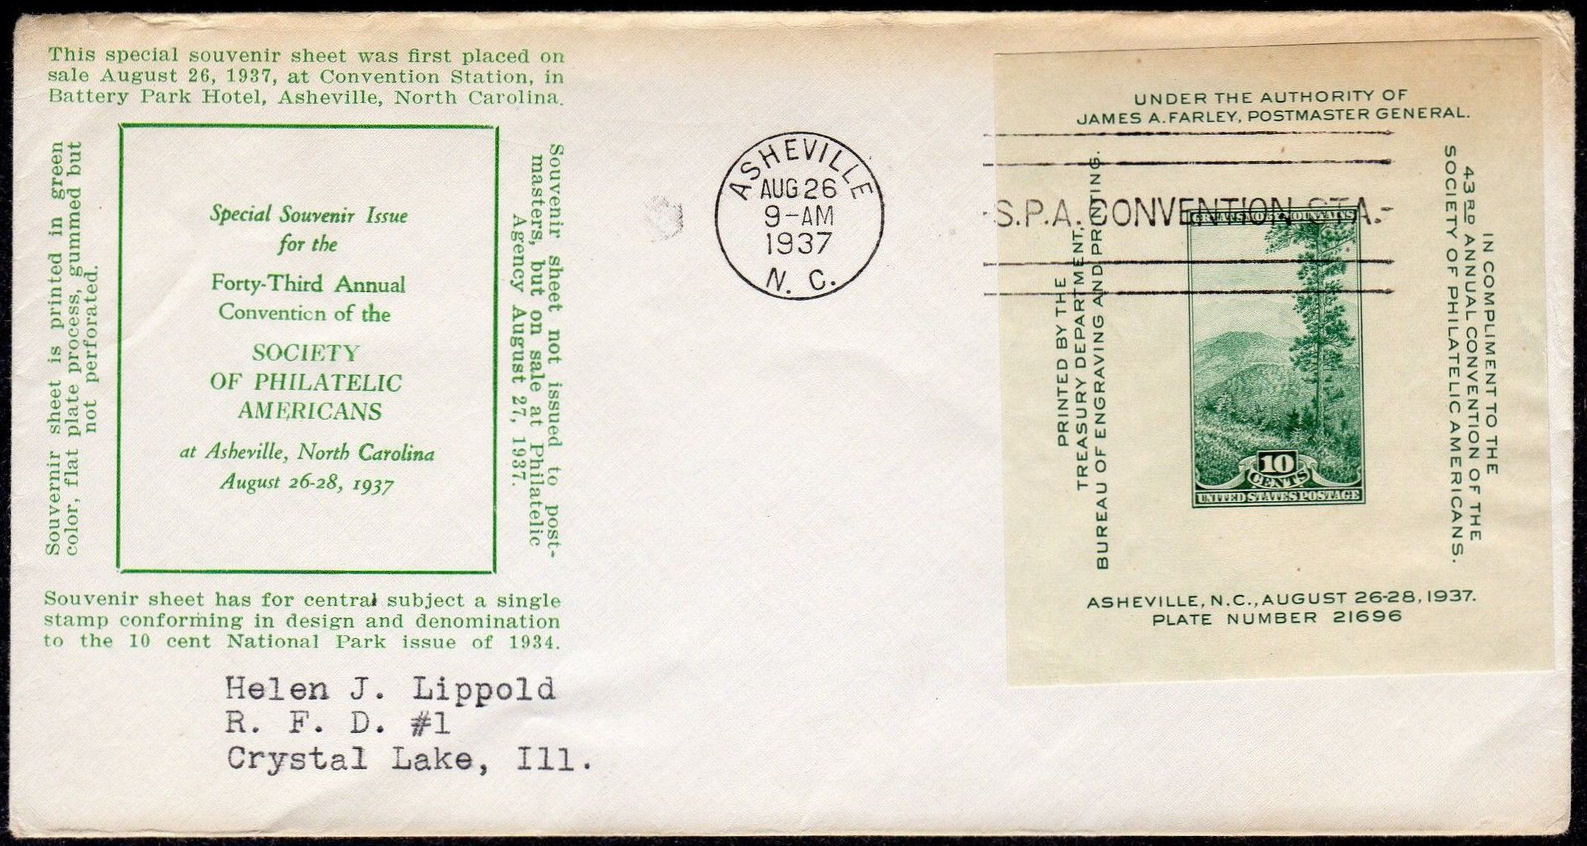 This special souvenir sheet was first placed on
sale August 26, 1937, at Convention Station, in
Battery Park Hotel, Asheville, North Carolina.
Souvernir sheet is printed in green
color, flat plate process, gummed but
not perforated.
Special Souvenir Issue
for the
Forty-Third Annual
Convention of the
SOCIETY
OF PHILATELIC
AMERICANS
at Asheville, North Carolina
August 26-28, 1937
Souvenir sheet not issued to post-
masters, but on sale at Philatelic
Agency August 27, 1937.
Souvenir sheet has for central subject a single
stamp conforming in design and denomination
to the 10 cent National Park issue of 1934.
Helen J. Lippold
R. F. D. #1
Crystal Lake, Ill.
ASHEVILLE
AUG 26
9-AM
1937
N. C.
S.P.A. CONVENTION STA.
UNDER THE AUTHORITY OF
JAMES A. FARLEY, POSTMASTER GENERAL.
PRINTED BY THE
TREASURY DEPARTMENT,
BUREAU OF ENGRAVING AND PRINTING.
10
CENTS
UNITED STATES POSTAGE
IN COMPLIMENT TO THE
43RD ANNUAL CONVENTION OF THE
SOCIETY OF PHILATELIC AMERICANS.
ASHEVILLE, N.C., AUGUST 26-28, 1937.
PLATE NUMBER 21696